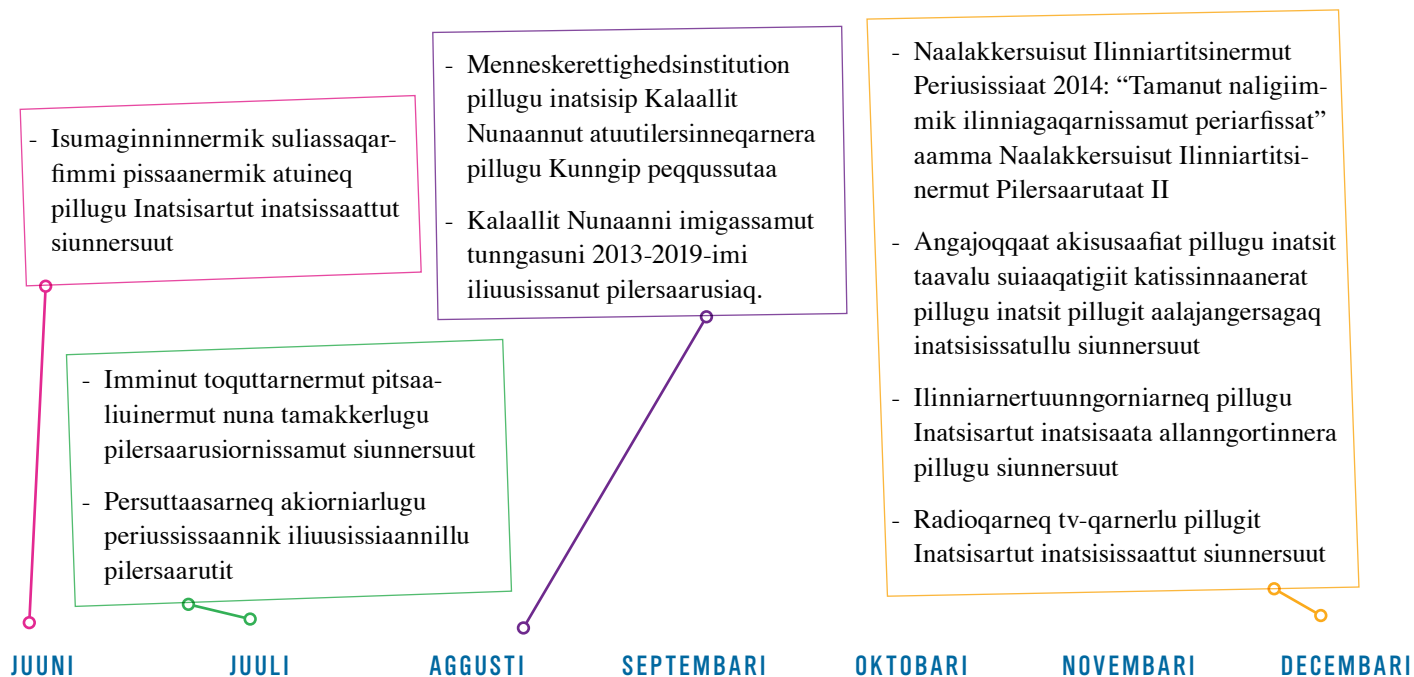 - Isumaginninnermik suliassaqar-
fimmi pissaanermik atuineq
pillugu Inatsisartut inatsissaattut
siunnersuut
- Imminut toquttarnermut pitsaa-
liuinermut nuna tamakkerlugu
pilersaarusiornissamut siunnersuut
- Persuttaasarneq akiorniarlugu
periussissaannik iliuusissiaannillu
pilersaarutit
- Menneskerettighedsinstitution
pillugu inatsisip Kalaallit
Nunaannut atuutilersinneqarnera
pillugu Kunngip peqqussutaa
- Kalaallit Nunaanni imigassamut
tunngasuni 2013-2019-imi
iliuusissanut pilersaarusiaq.
- Naalakkersuisut Ilinniartitsinermut
Periusissiaat 2014: “Tamanut naligiim-
mik ilinniagaqarnissamut periarfissat”
aamma Naalakkersuisut Ilinniartitsi-
nermut Pilersaarutaat II
- Angajoqqaat akisusaafiat pillugu inatsit
taavalu suiaaqatigiit katissinnaanerat
pillugu inatsit pillugit aalajangersagaq
inatsisissatullu siunnersuut
- Ilinniarnertuunngorniarneq pillugu
Inatsisartut inatsisaata allanngortinnera
pillugu siunnersuut
- Radioqarneq tv-qarnerlu pillugit
Inatsisartut inatsisissaattut siunnersuut
JUUNI JUULI AGGUSTI SEPTEMBARI OKTOBARI NOVEMBARI DECEMBARI